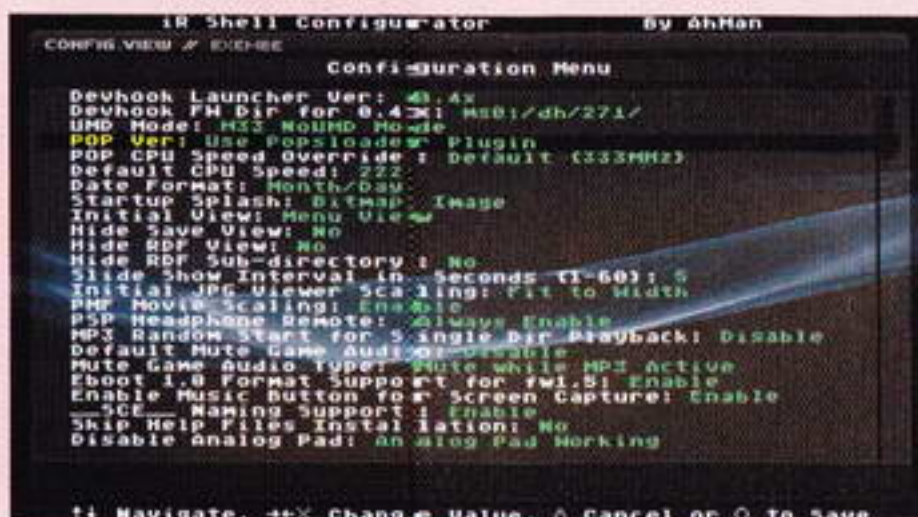 iR Shell Configurator By AhMan
CONFIG VIEW // EXEMEE
Configuration Menu
Devhook Launcher Ver: 0.4x
Devhook FW Dir for 0.4x: ms0:/dh/271/
UMD Mode: M33 NoUMD Mode
POP Ver: Use Popsloader Plugin
POP CPU Speed Override : Default (333MHz)
Default CPU Speed: 222
Date Format: Month/Day
Startup Splash: Bitmap Image
Initial View: Menu View
Hide Save View: No
Hide RDF View: No
Hide RDF Sub-directory : No
Slide Show Interval in Seconds (1-60): 5
Initial JPG Viewer Scaling: Fit to Width
PMF Movie Scaling: Enable
PSP Headphone Remote: Always Enable
MP3 Random Start for Single Dir Playback: Disable
Default Mute Game Audio: Disable
Mute Game Audio Type: Mute while MP3 Active
Eboot 1.0 Format Support for fw1.5: Enable
Enable Music Button for Screen Capture: Enable
__SCE__ Naming Support : Enable
Skip Help Files Installation: No
Disable Analog Pad: Analog Pad Working
↑↓ Navigate, →←X Change Value, △ Cancel or O To Save